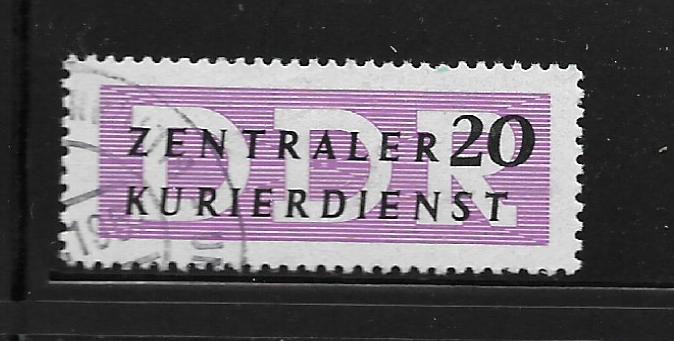 DDR
ZENTRALER 20
KURIERDIENST